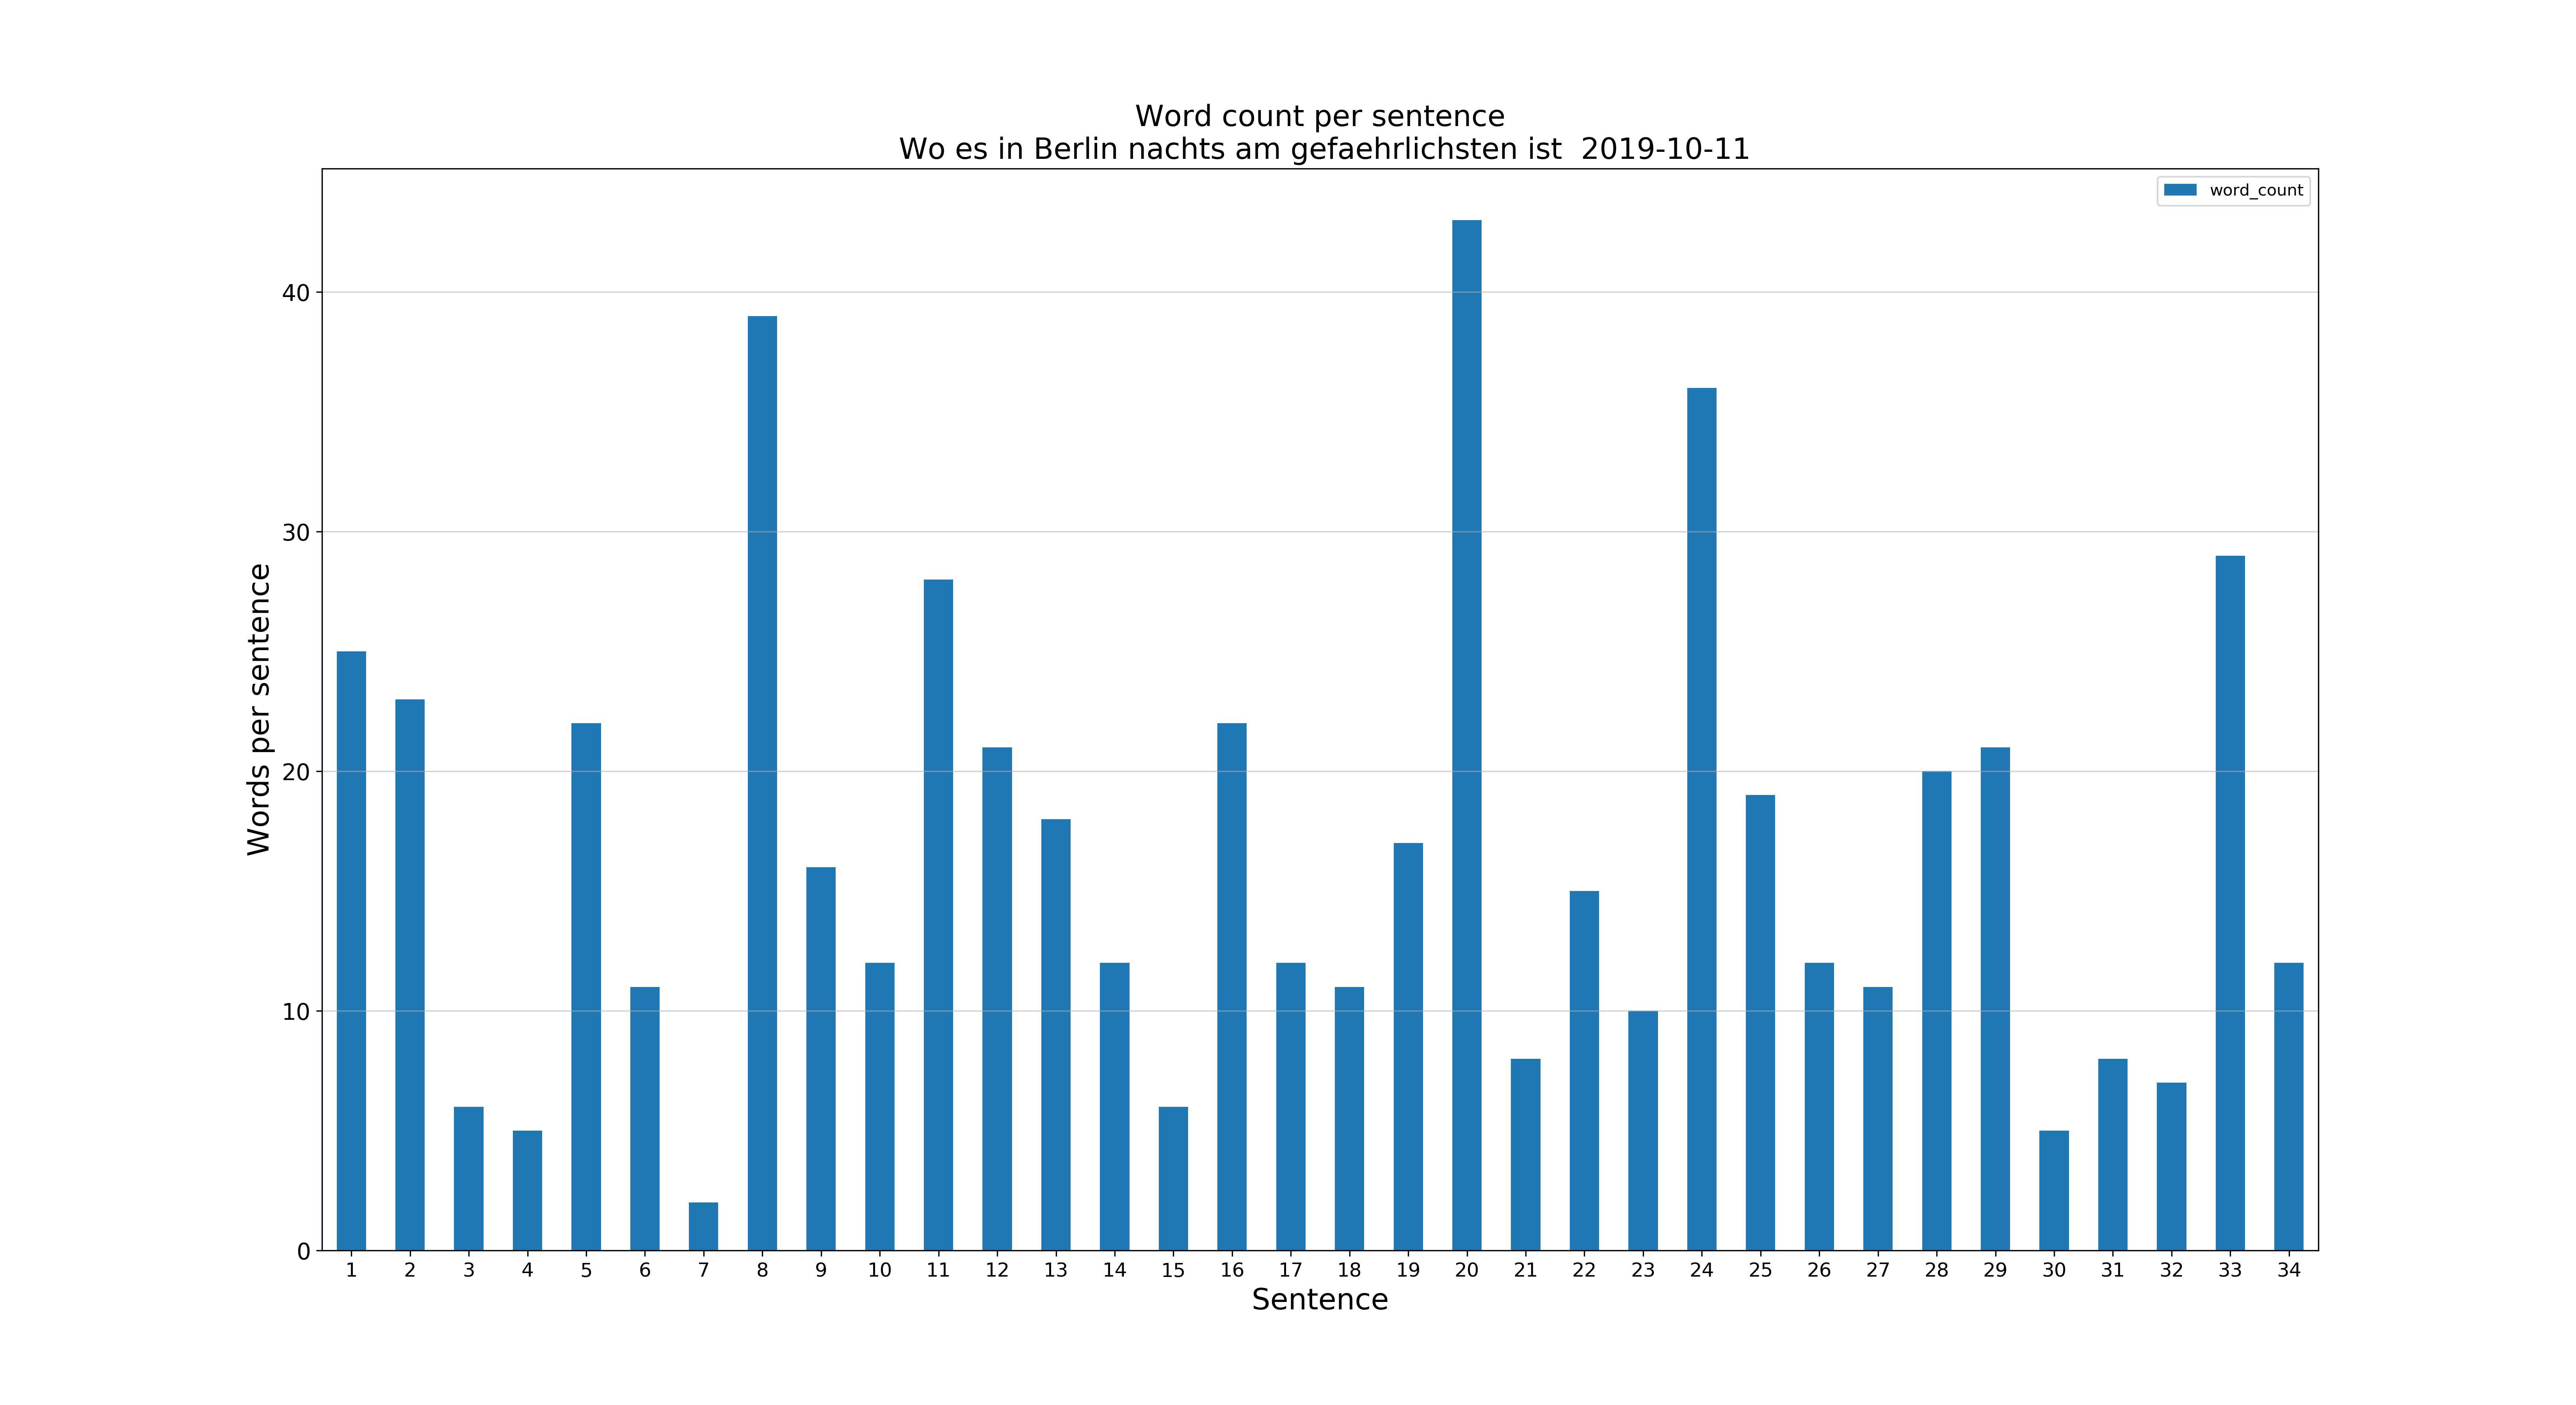 Word count per sentence
Wo es in Berlin nachts am gefaehrlichsten ist  2019-10-11
word_count
40
30
20
10
0
Words per sentence
1 2 3 4 5 6 7 8 9 10 11 12 13 14 15 16 17 18 19 20 21 22 23 24 25 26 27 28 29 30 31 32 33 34
Sentence